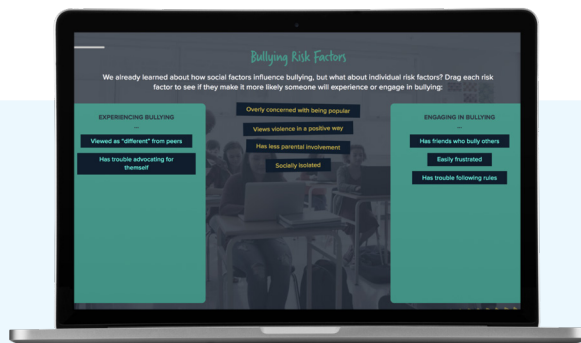 Bullying Risk Factors
We already learned about how social factors influence bullying, but what about individual risk factors? Drag each risk
factor to see if they make it more likely someone will experience or engage in bullying:
EXPERIENCING BULLYING
Viewed as "different" from peers
Has trouble advocating for
themself
Overly concerned with being popular
Views violence in a positive way
Has less parental involvement
Socially isolated
ENGAGING IN BULLYING
Has friends who bully others
Easily frustrated
Has trouble following rules